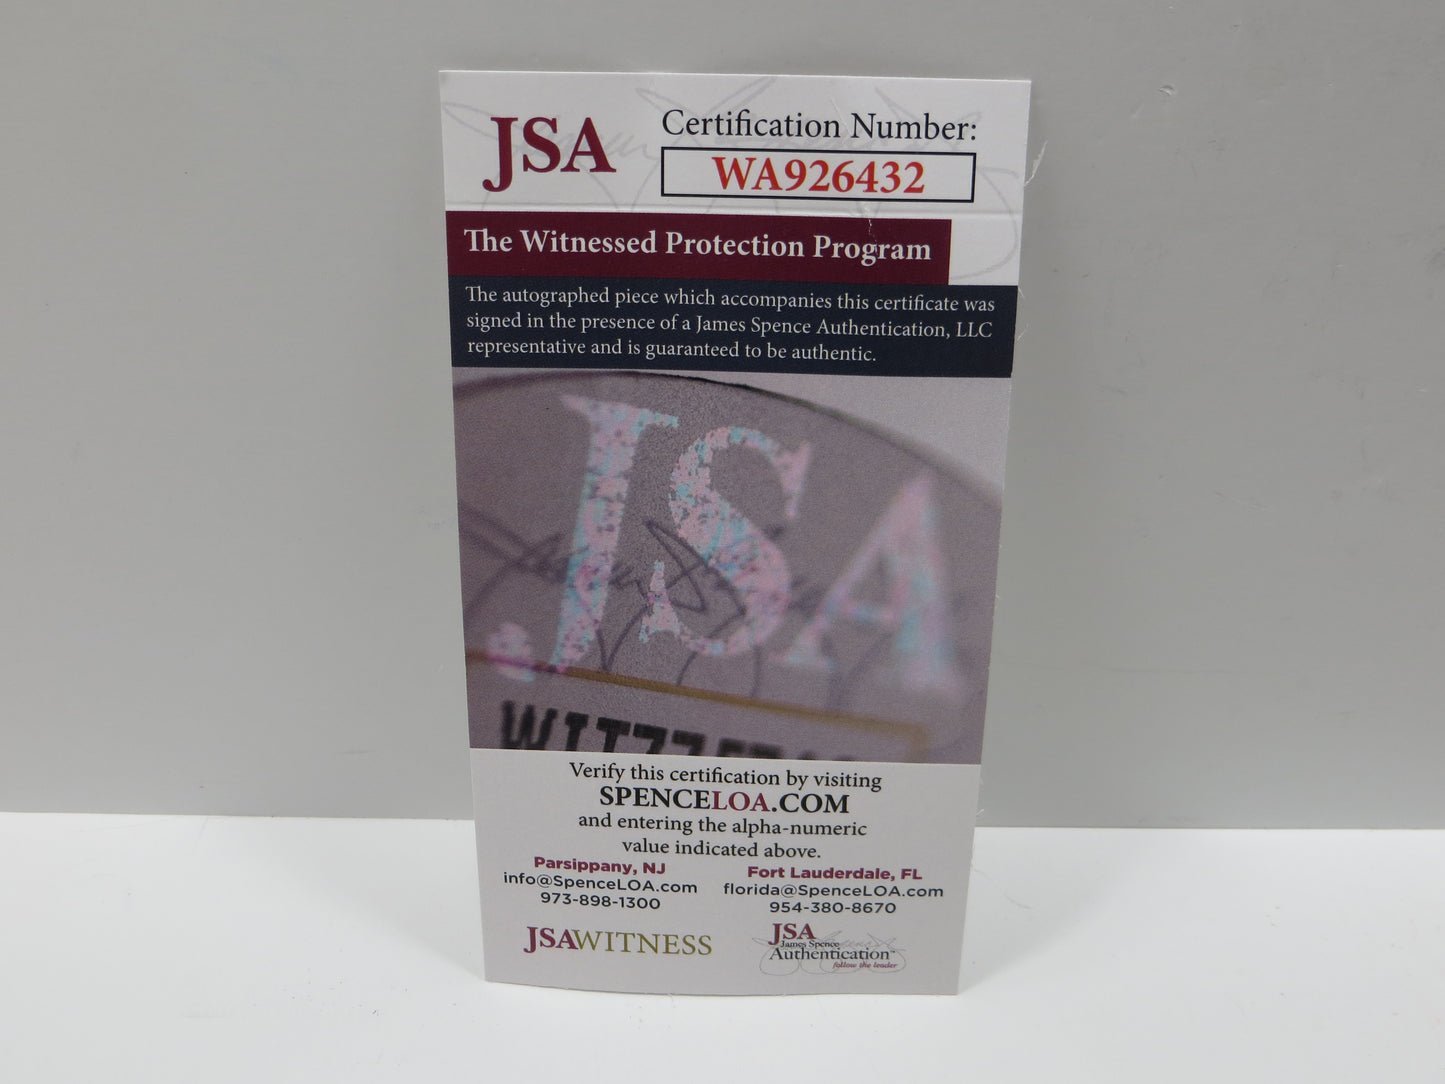 JSA
Certification Number:
WA926432
The Witnessed Protection Program
The autographed piece which accompanies this certificate was
signed in the presence of a James Spence Authentication, LLC
representative and is guaranteed to be authentic.
JSA
Verify this certification by visiting
SPENCELOA.COM
and entering the alpha-numeric
value indicated above.
Parsippany, NJ
info@SpenceLOA.com
973-898-1300
Fort Lauderdale, FL
florida@SpenceLOA.com
954-380-8670
JSAWITNESS
JSA
James Spence
Authentication™
follow the leader